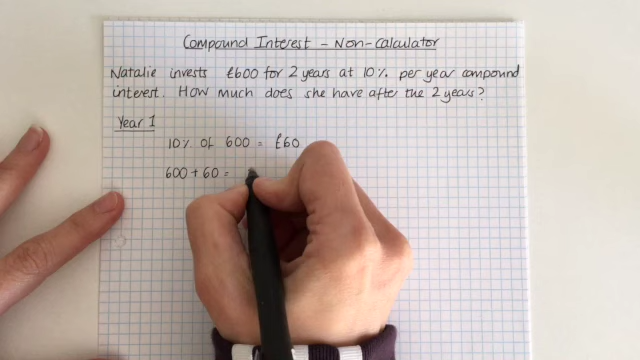 Compound Interest - Non-Calculator
Natalie invests £600 for 2 years at 10% per year compound
interest. How much does she have after the 2 years?
Year 1
10% of 600 = £60
600 + 60 =